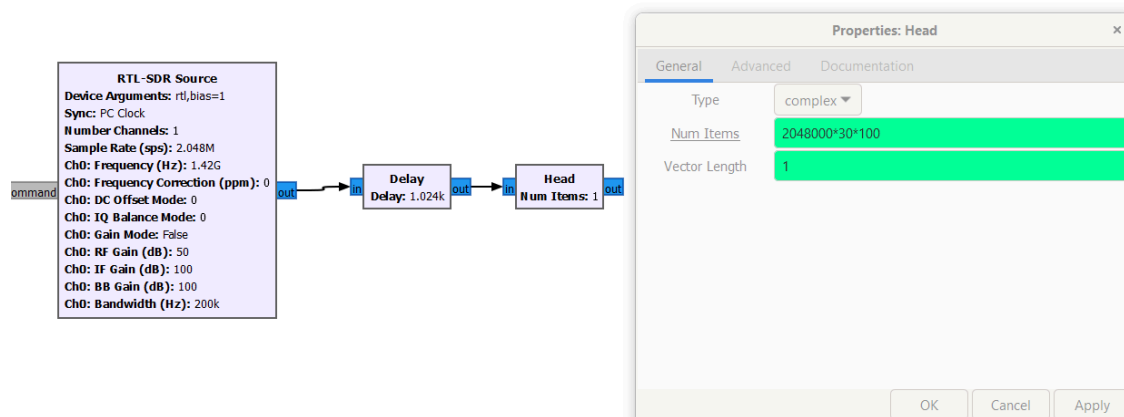 RTL-SDR Source
Device Arguments: rtl,bias=1
Sync: PC Clock
Number Channels: 1
Sample Rate (sps): 2.048M
Ch0: Frequency (Hz): 1.42G
Ch0: Frequency Correction (ppm): 0
Ch0: DC Offset Mode: 0
Ch0: IQ Balance Mode: 0
Ch0: Gain Mode: False
Ch0: RF Gain (dB): 50
Ch0: IF Gain (dB): 100
Ch0: BB Gain (dB): 100
Ch0: Bandwidth (Hz): 200k
ommand
out
in
Delay
Delay: 1.024k
out
in
Head
Num Items: 1
out
Properties: Head
×
General Advanced Documentation
Type complex
Num Items 2048000*30*100
Vector Length 1
OK Cancel Apply